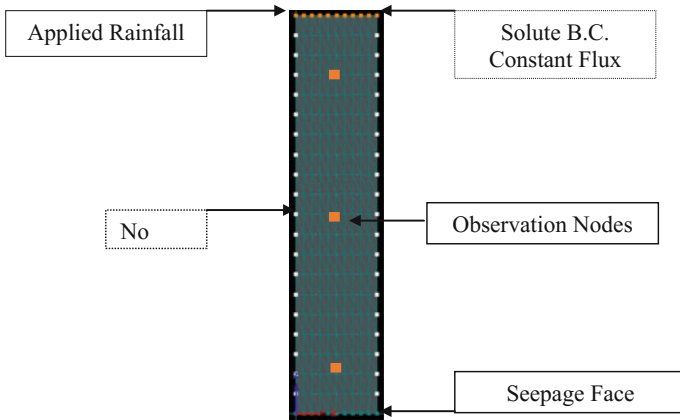 Applied Rainfall
Solute B.C.
Constant Flux
No
Observation Nodes
Seepage Face